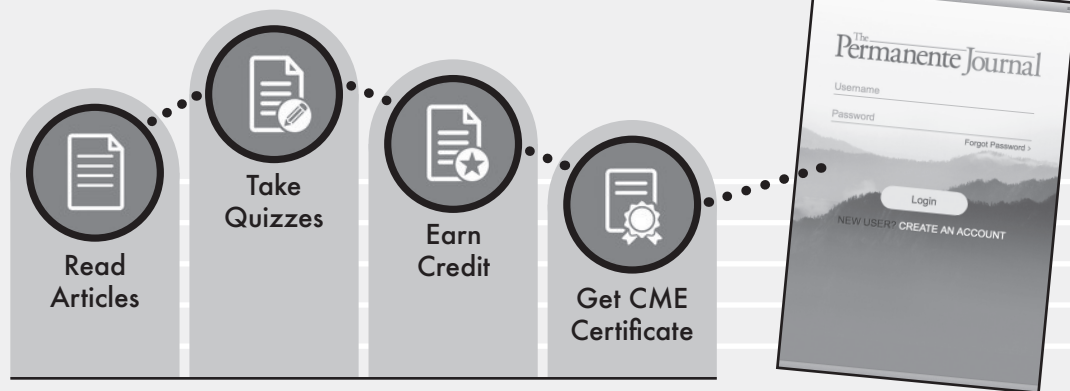 Read
Articles
Take
Quizzes
Earn
Credit
Get CME
Certificate
The
Permanente Journal
Username
Password
Forgot Password >
Login
NEW USER? CREATE AN ACCOUNT